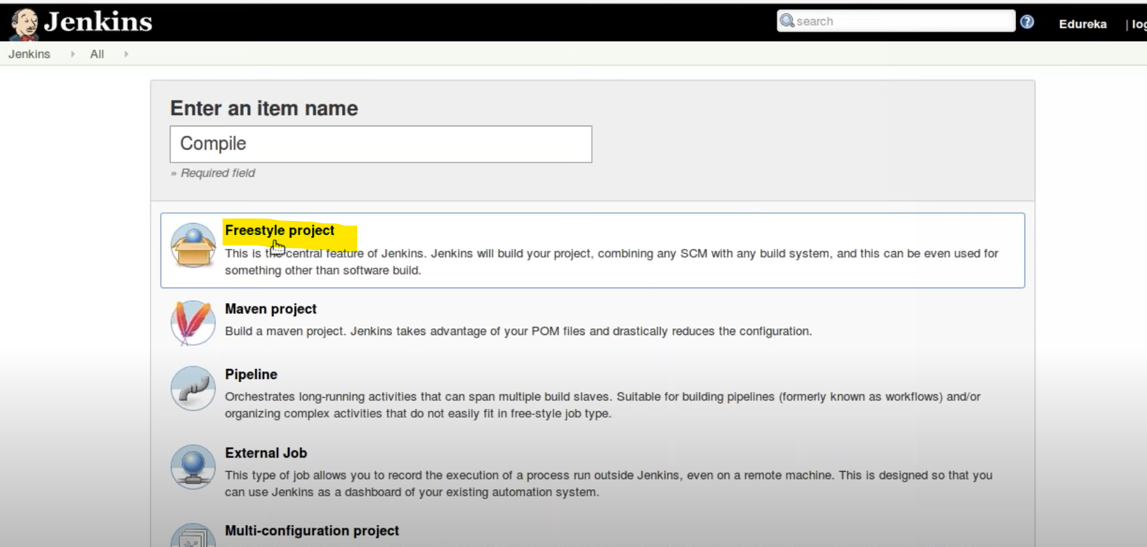 Jenkins
search
Edureka
| log
Jenkins
All
Enter an item name
Compile
» Required field
Freestyle project
This is the central feature of Jenkins. Jenkins will build your project, combining any SCM with any build system, and this can be even used for
something other than software build.
Maven project
Build a maven project. Jenkins takes advantage of your POM files and drastically reduces the configuration.
Pipeline
Orchestrates long-running activities that can span multiple build slaves. Suitable for building pipelines (formerly known as workflows) and/or
organizing complex activities that do not easily fit in free-style job type.
External Job
This type of job allows you to record the execution of a process run outside Jenkins, even on a remote machine. This is designed so that you
can use Jenkins as a dashboard of your existing automation system.
Multi-configuration project